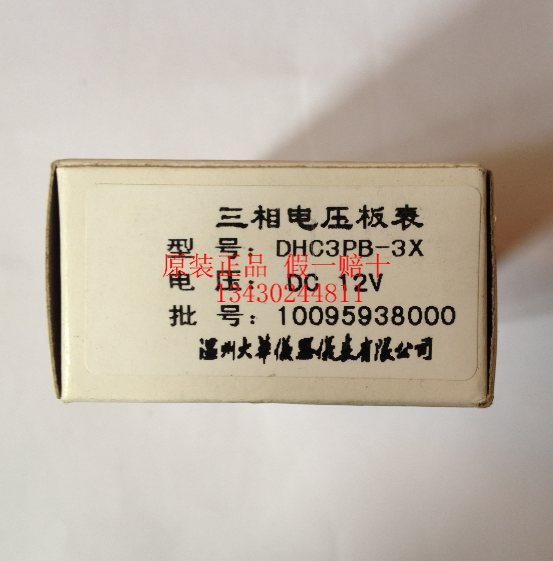 三相电压板表
型 号：DHC3PB-3X
原装正品 假一赔十
电 压：DC 12V
13430244811
批 号：10095938000
温州大华仪器仪表有限公司